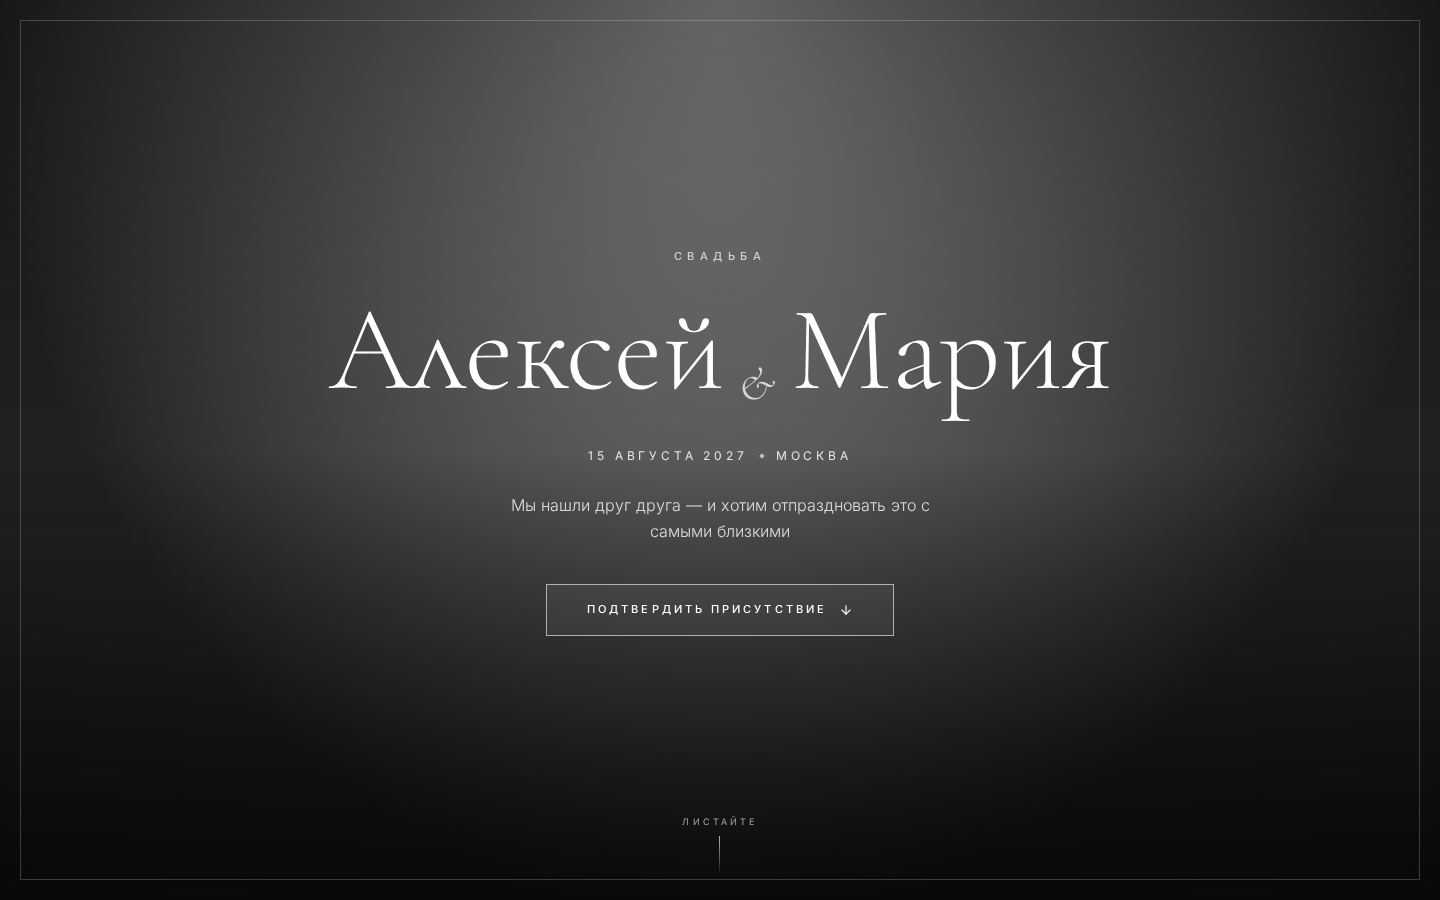 СВАДЬБА
Алексей & Мария
15 АВГУСТА 2027 ✦ МОСКВА
Мы нашли друг друга — и хотим отпраздновать это с
самыми близкими
ПОДТВЕРДИТЬ ПРИСУТСТВИЕ ↓
ЛИСТАЙТЕ